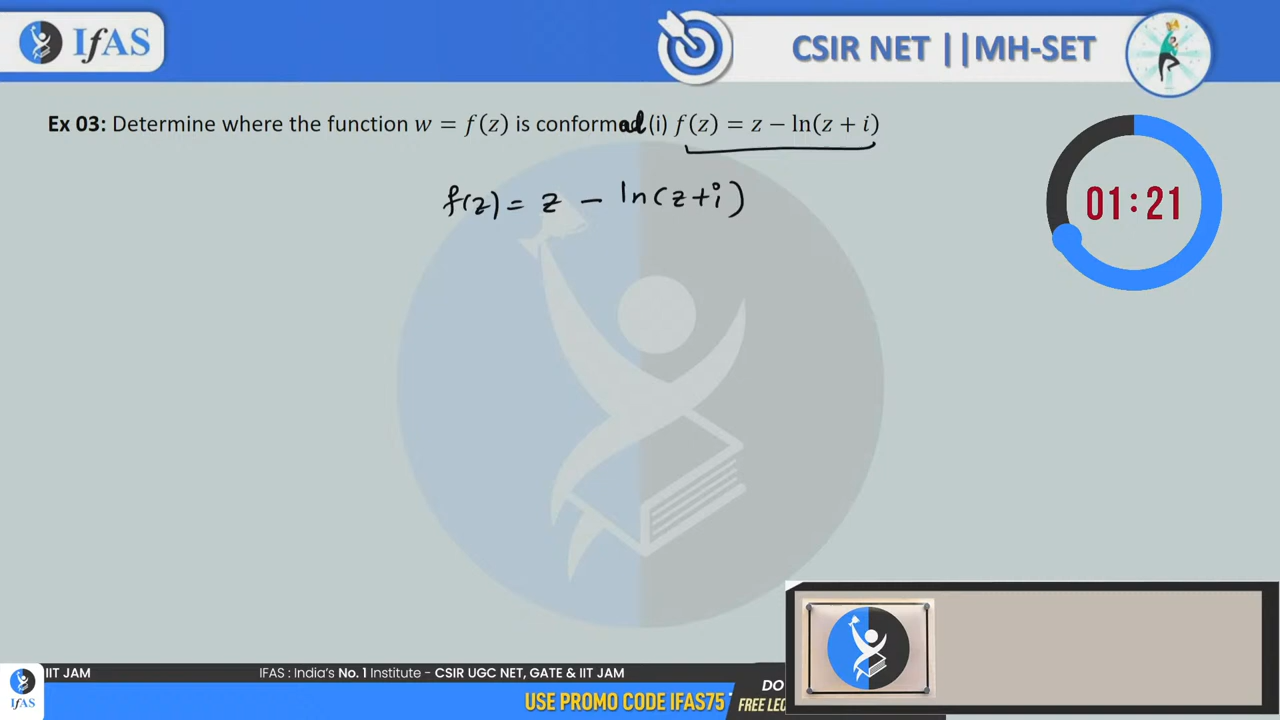 IfAS
CSIR NET ||MH-SET
Ex 03: Determine where the function w = f(z) is conformal (i) f(z) = z − ln(z + i)
f(z) = z − ln(z+i)
01:21
IIT JAM
IFAS : India's No. 1 Institute - CSIR UGC NET, GATE & IIT JAM
DO
IfAS
USE PROMO CODE IFAS75
FREE LEC